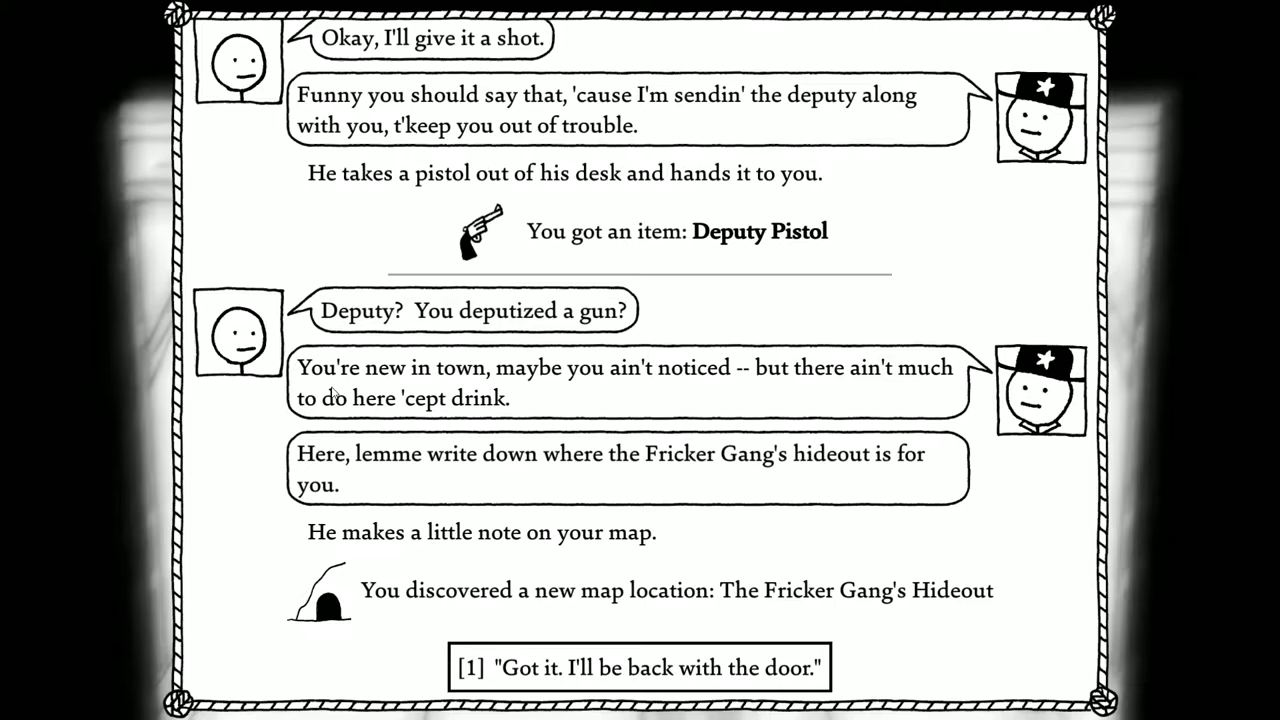 Okay, I'll give it a shot.
Funny you should say that, 'cause I'm sendin' the deputy along
with you, t'keep you out of trouble.
He takes a pistol out of his desk and hands it to you.
You got an item: Deputy Pistol
Deputy?  You deputized a gun?
You're new in town, maybe you ain't noticed -- but there ain't much
to do here 'cept drink.
Here, lemme write down where the Fricker Gang's hideout is for
you.
He makes a little note on your map.
You discovered a new map location: The Fricker Gang's Hideout
[1] "Got it. I'll be back with the door."